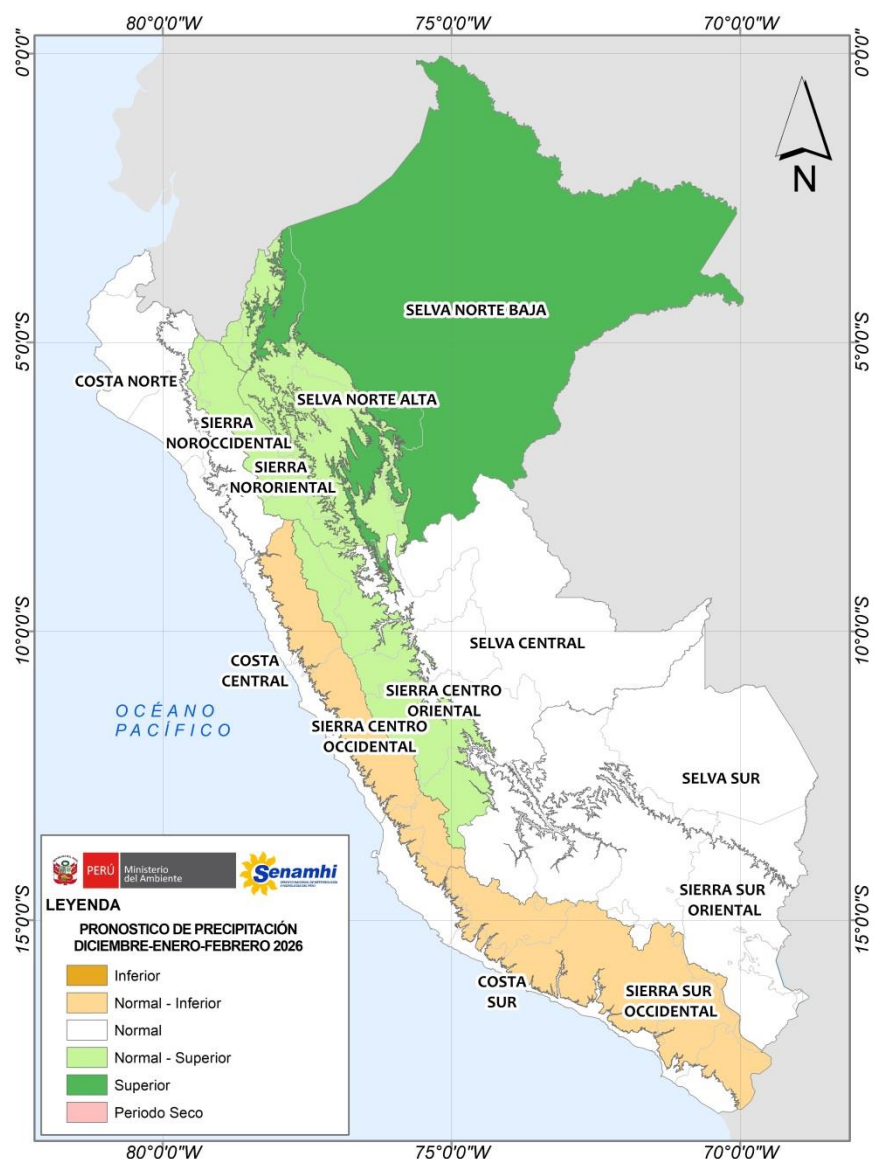 80°0'0"W 75°0'0"W 70°0'0"W
0°0'0" 0°0'0"
N
SELVA NORTE BAJA
5°0'0"S 5°0'0"S
COSTA NORTE
SELVA NORTE ALTA
SIERRA
NOROCCIDENTAL
SIERRA
NORORIENTAL
10°0'0"S 10°0'0"S
SELVA CENTRAL
COSTA
CENTRAL
SIERRA CENTRO
ORIENTAL
OCÉANO
PACÍFICO
SIERRA CENTRO
OCCIDENTAL
SELVA SUR
SIERRA SUR
ORIENTAL
15°0'0"S 15°0'0"S
COSTA
SUR
SIERRA SUR
OCCIDENTAL
PERÚ
Ministerio
del Ambiente
Senamhi
LEYENDA
PRONOSTICO DE PRECIPITACIÓN
DICIEMBRE-ENERO-FEBRERO 2026
Inferior
Normal - Inferior
Normal
Normal - Superior
Superior
Periodo Seco
80°0'0"W 75°0'0"W 70°0'0"W